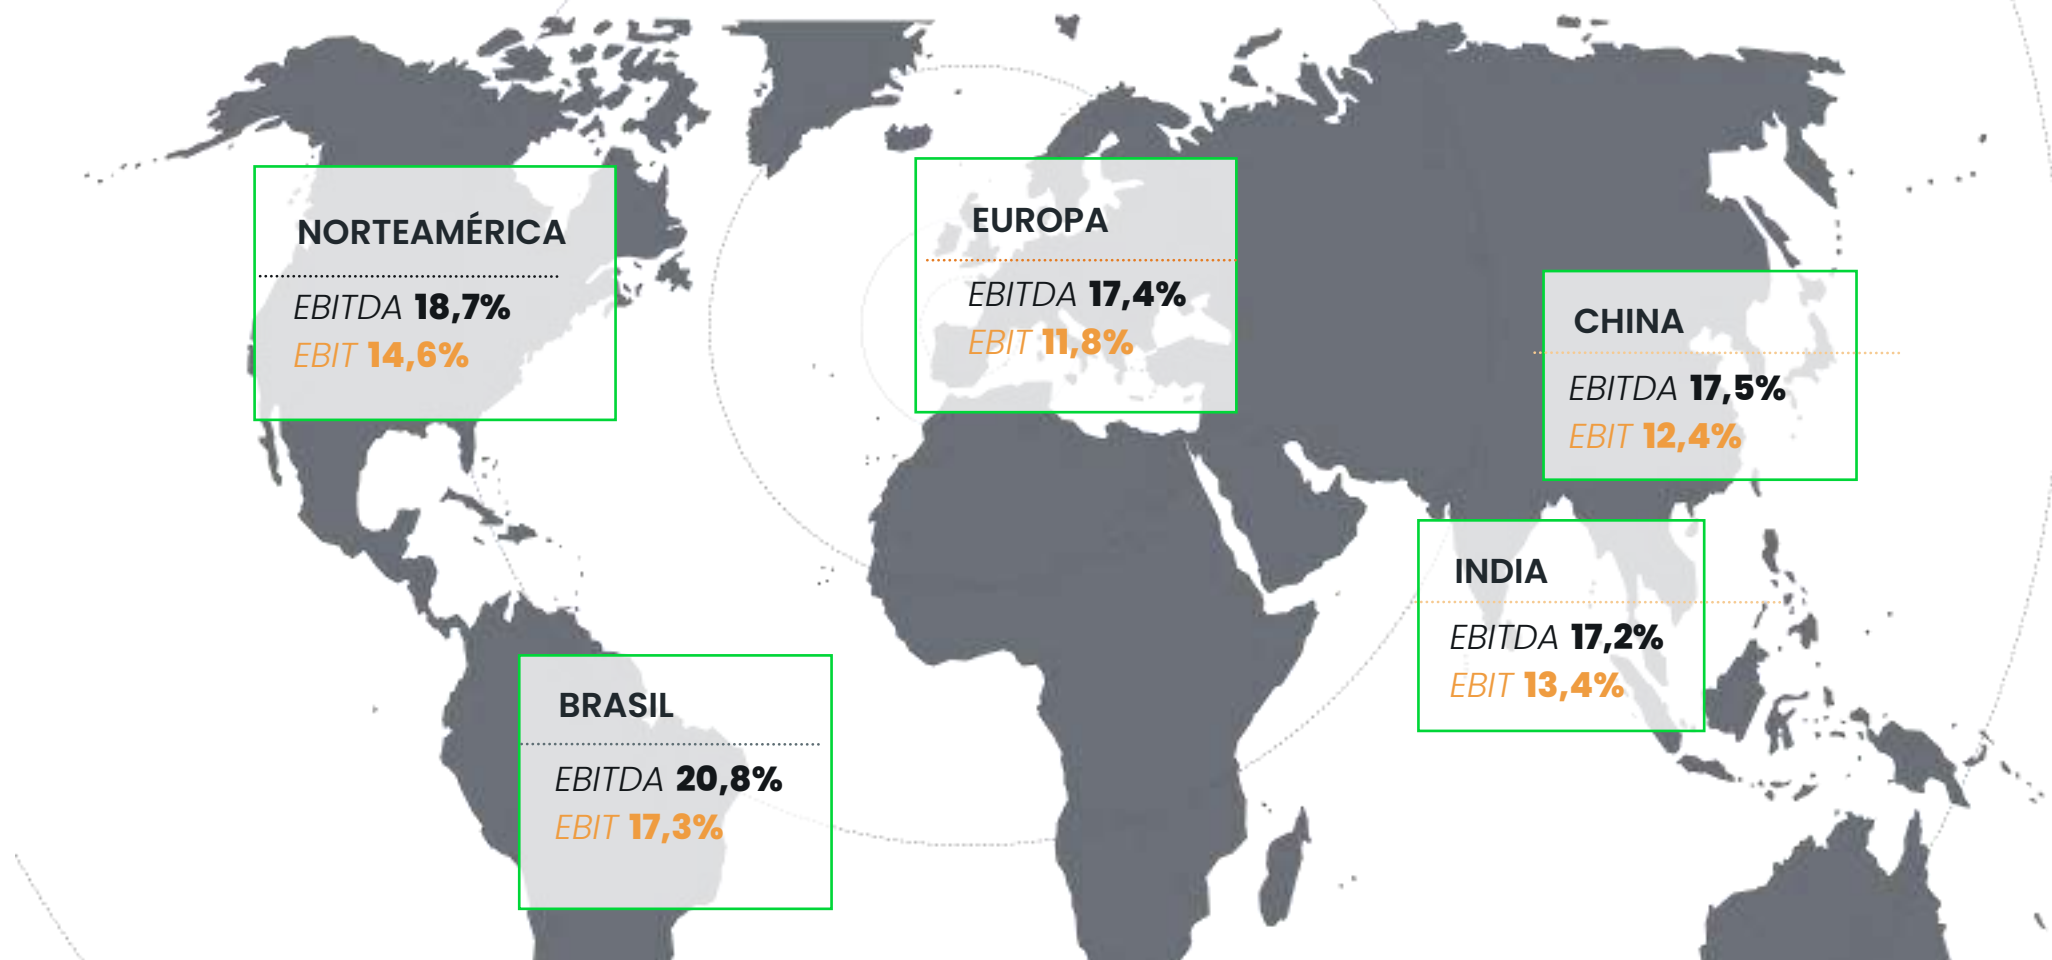 NORTEAMÉRICA
EBITDA 18,7%
EBIT 14,6%
EUROPA
EBITDA 17,4%
EBIT 11,8%
CHINA
EBITDA 17,5%
EBIT 12,4%
INDIA
EBITDA 17,2%
EBIT 13,4%
BRASIL
EBITDA 20,8%
EBIT 17,3%